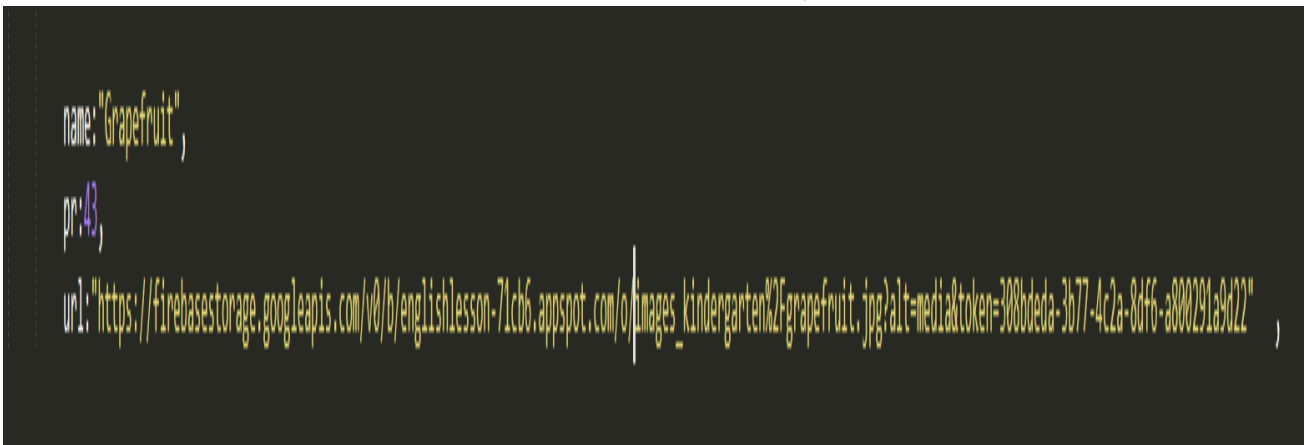 name:"Grapefruit",
pr:43,
url:"https://firebasestorage.googleapis.com/v0/b/englishlesson-71cb6.appspot.com/o/images_kindergarten%2Fgrapefruit.jpg?alt=media&token=308bdeda-3b77-4c2a-8df6-a800291a9d22" ,